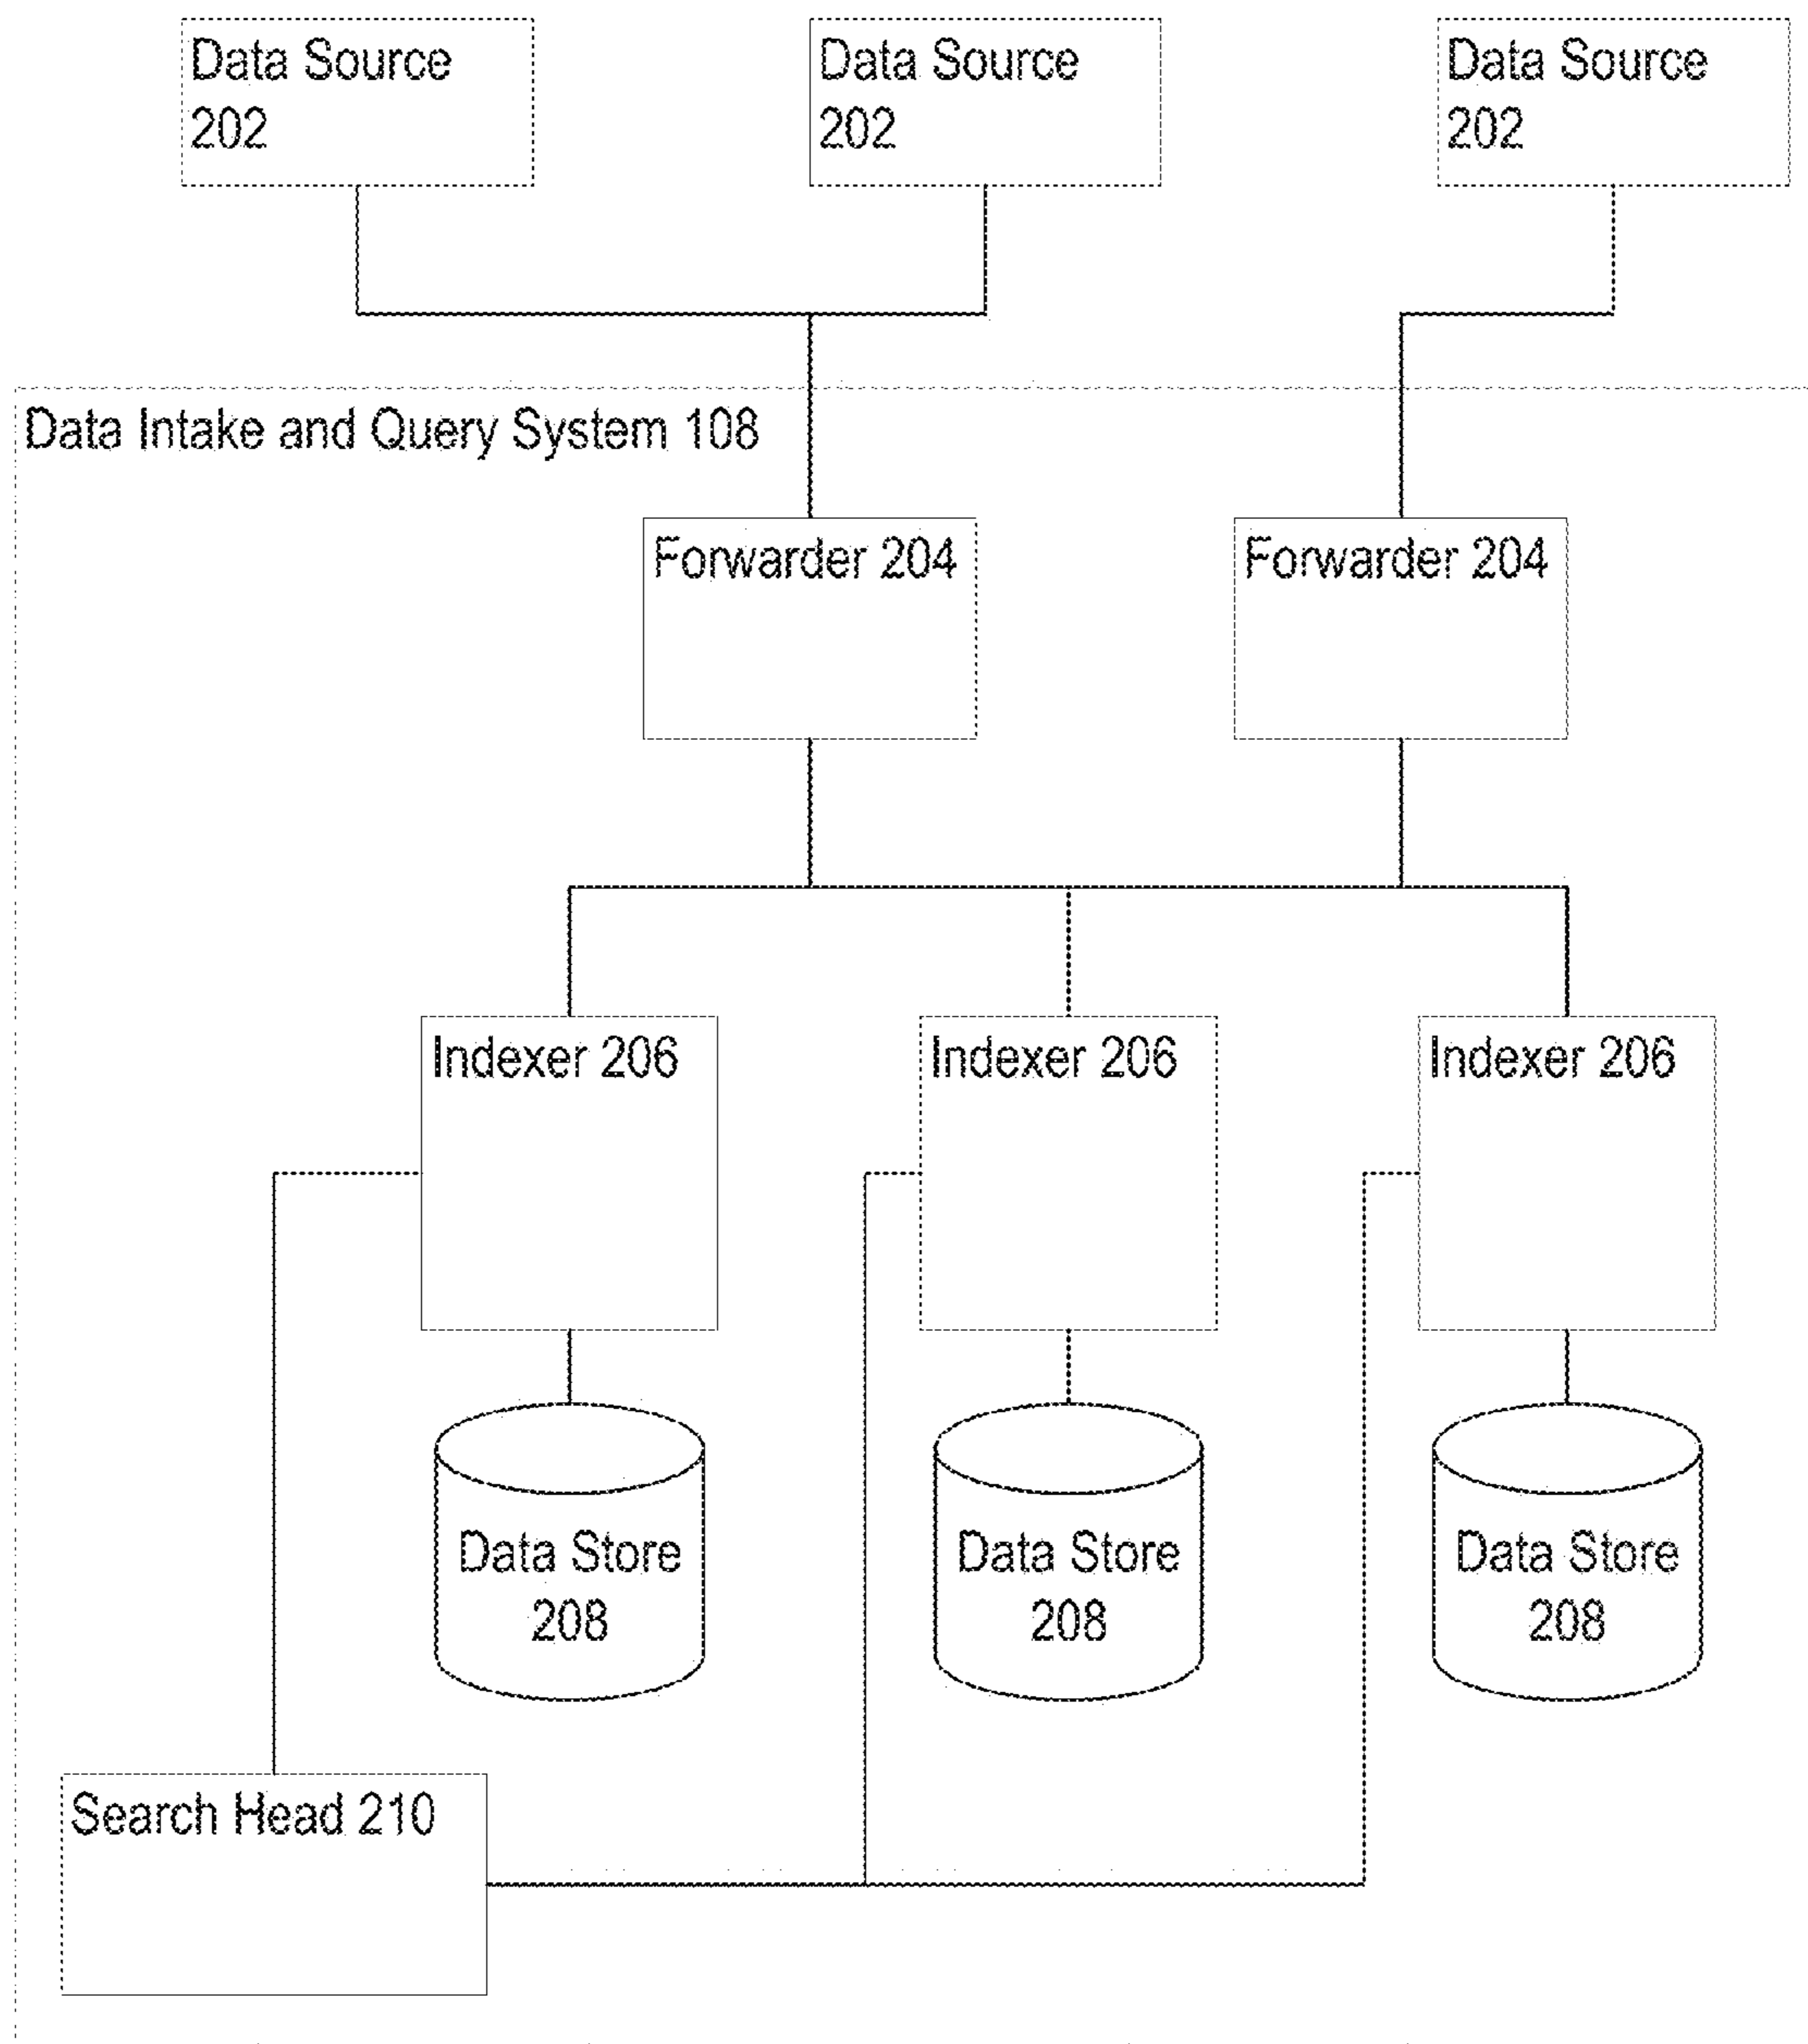 Data Source
202
Data Source
202
Data Source
202
Data Intake and Query System 108
Forwarder 204
Forwarder 204
Indexer 206
Indexer 206
Indexer 206
Data Store
208
Data Store
208
Data Store
208
Search Head 210